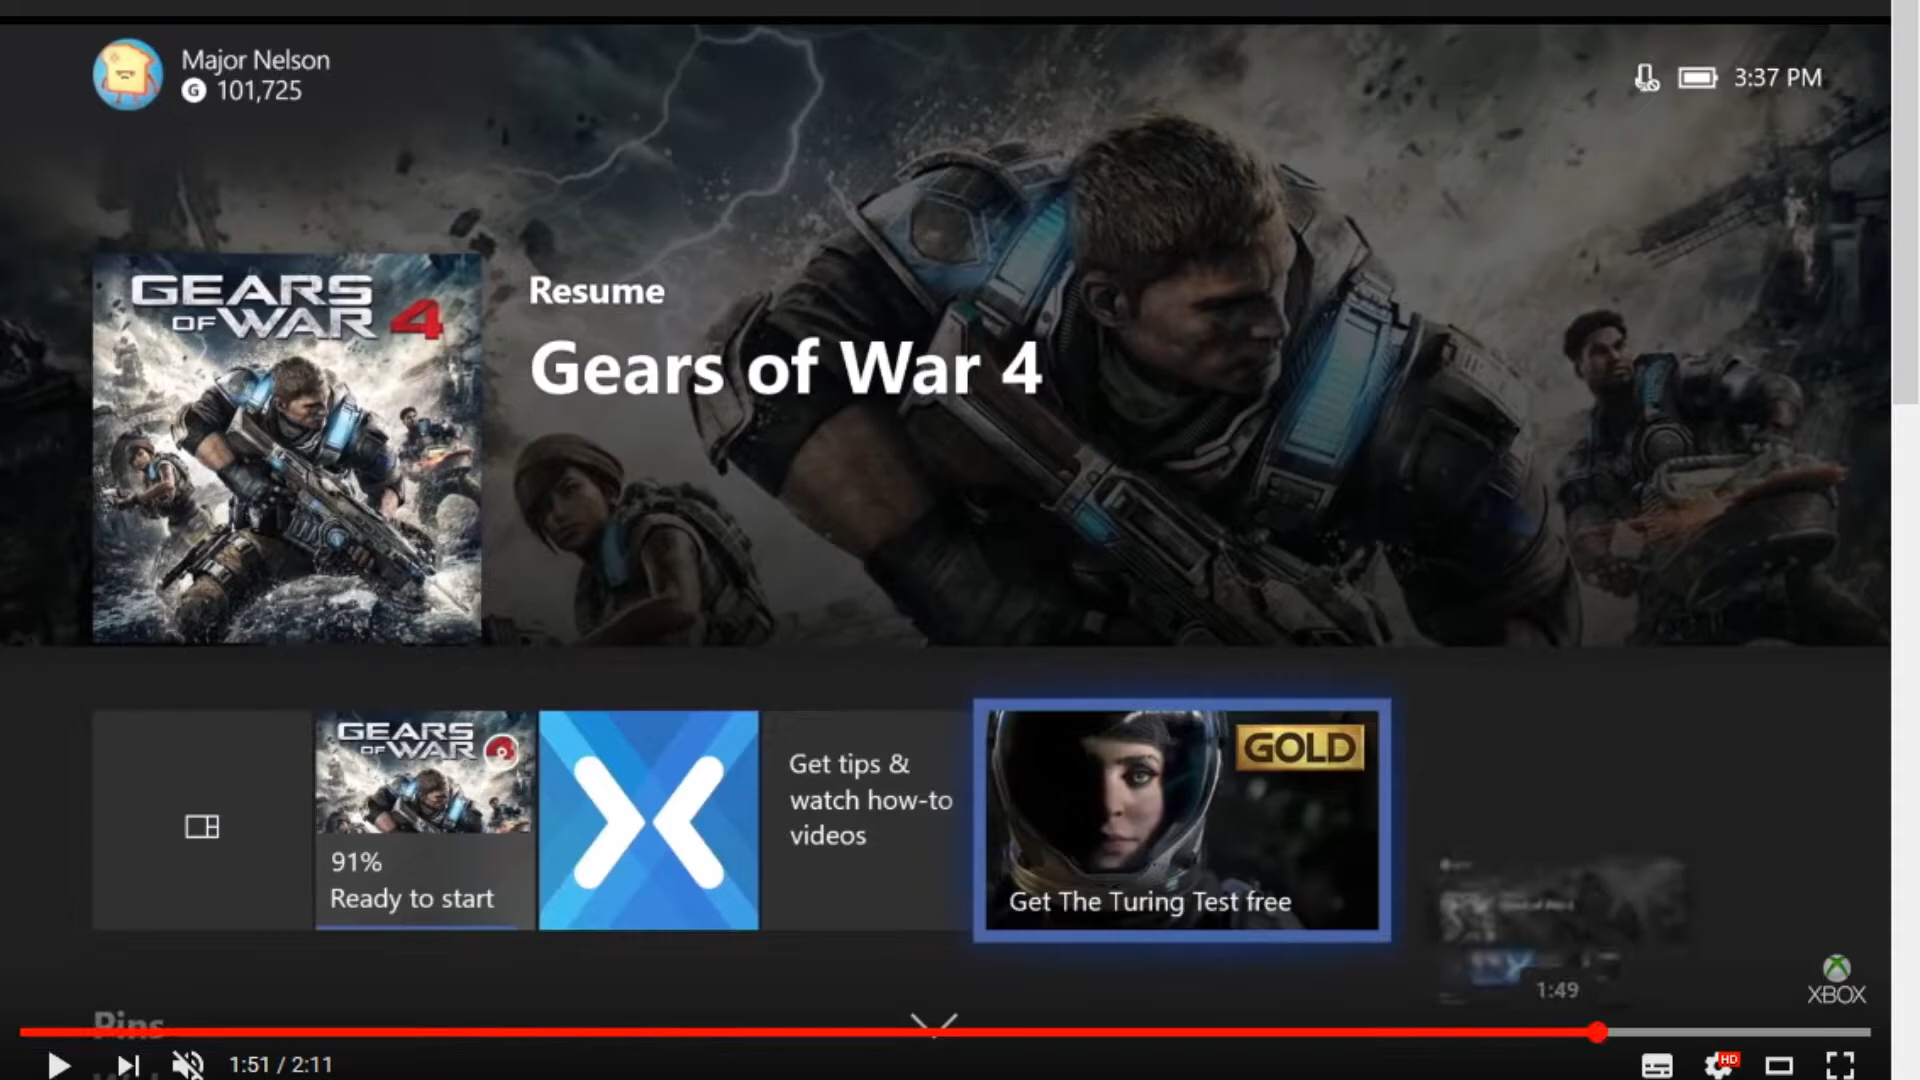 Major Nelson
G 101,725
3:37 PM
GEARS
OF WAR 4
Resume
Gears of War 4
GEARS
OF WAR
91%
Ready to start
Get tips &
watch how-to
videos
GOLD
Get The Turing Test free
1:49
XBOX
Pins
1:51 / 2:11
HD